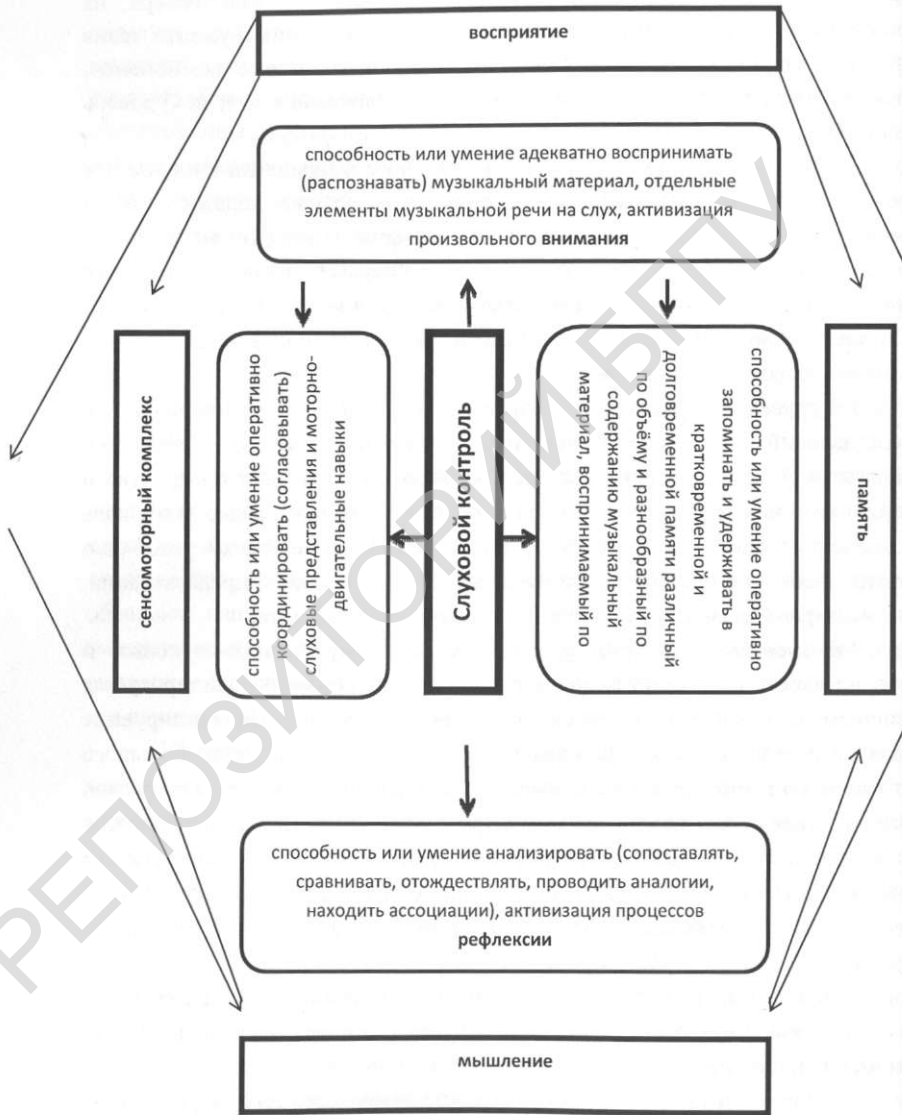 восприятие
способность или умение адекватно воспринимать
(распознавать) музыкальный материал, отдельные
элементы музыкальной речи на слух, активизация
произвольного внимания
сенсомоторный комплекс
способность или умение оперативно
координировать (согласовывать)
слуховые представления и моторно-
двигательные навыки
Слуховой контроль
способность или умение оперативно
запоминать и удерживать в
кратковременной и
долговременной памяти различный
по объёму и разнообразный по
содержанию музыкальный
материал, воспринимаемый по
память
способность или умение анализировать (сопоставлять,
сравнивать, отождествлять, проводить аналогии,
находить ассоциации), активизация процессов
рефлексии
мышление
РЕПОЗИТОРИЙ БГПУ